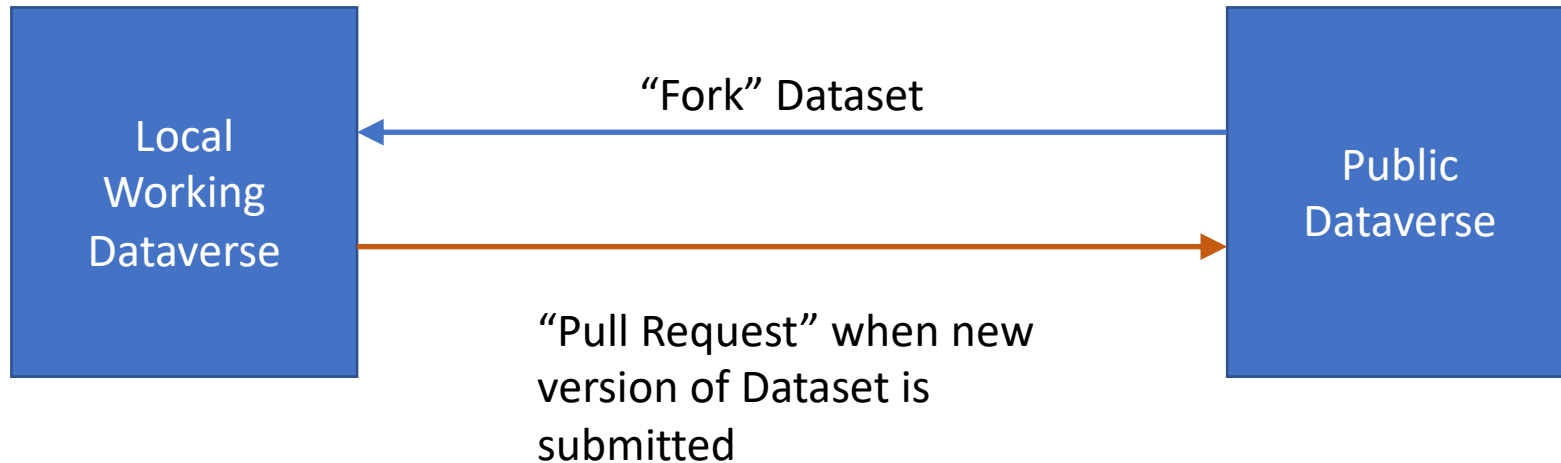 Local
Working
Dataverse
“Fork” Dataset
Public
Dataverse
“Pull Request” when new
version of Dataset is
submitted